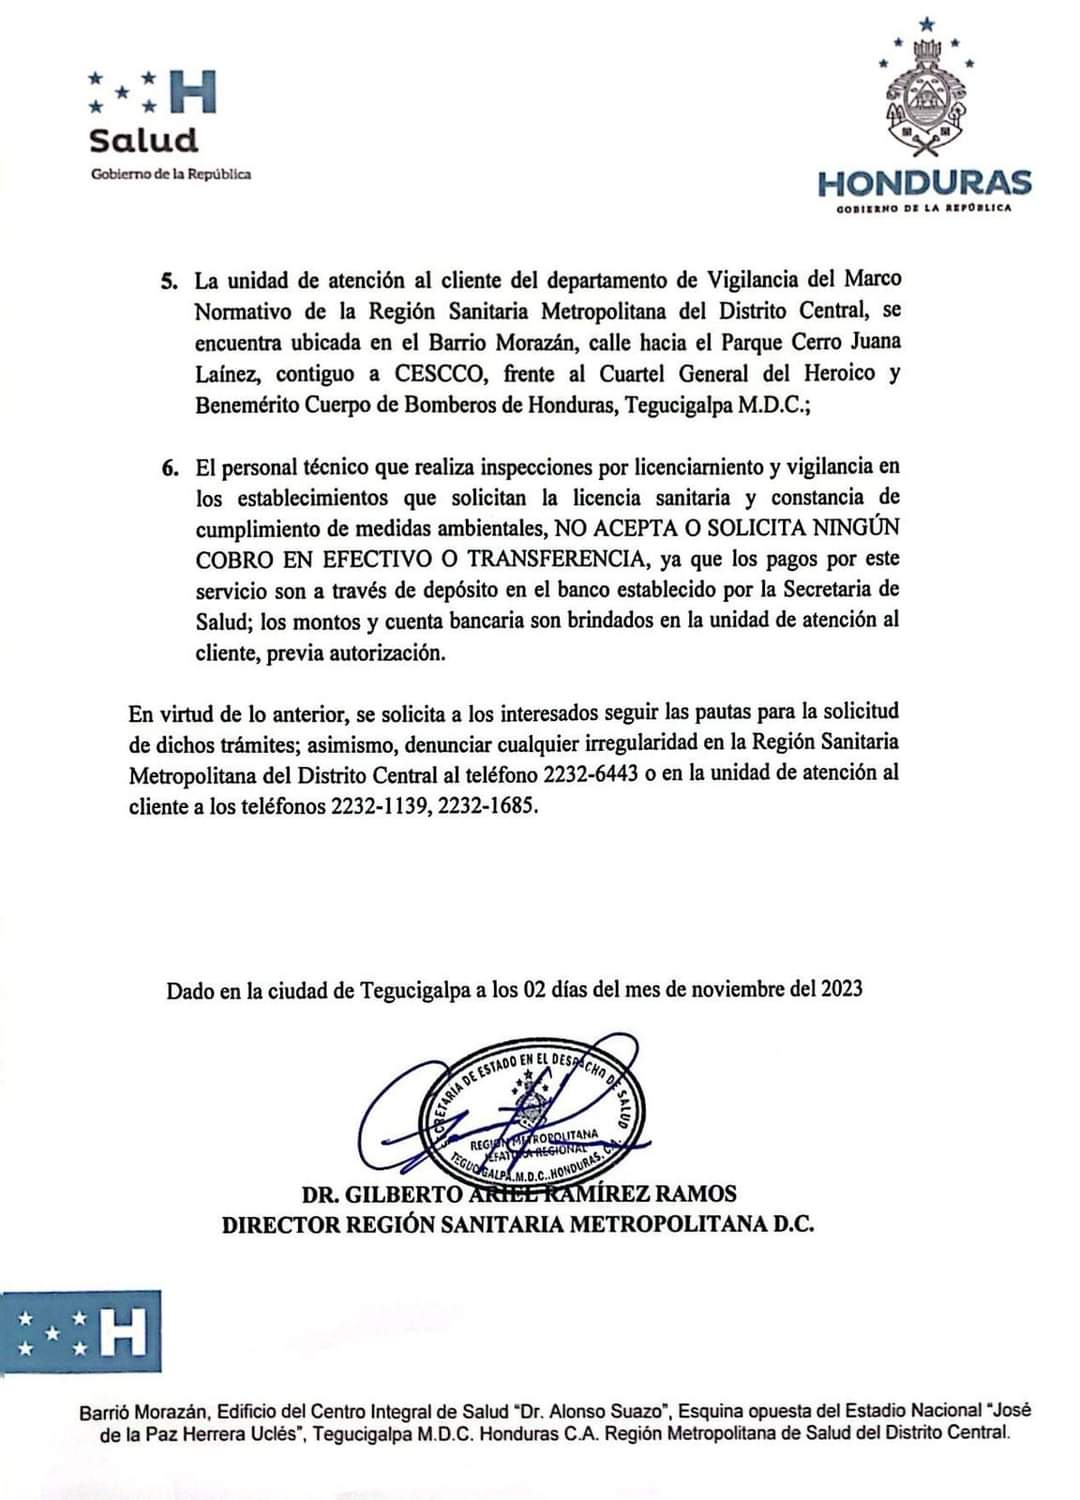 H
Salud
Gobierno de la República
HONDURAS
GOBIERNO DE LA REPÚBLICA
5. La unidad de atención al cliente del departamento de Vigilancia del Marco
Normativo de la Región Sanitaria Metropolitana del Distrito Central, se
encuentra ubicada en el Barrio Morazán, calle hacia el Parque Cerro Juana
Laínez, contiguo a CESCCO, frente al Cuartel General del Heroico y
Benemérito Cuerpo de Bomberos de Honduras, Tegucigalpa M.D.C.;
6. El personal técnico que realiza inspecciones por licenciamiento y vigilancia en
los establecimientos que solicitan la licencia sanitaria y constancia de
cumplimiento de medidas ambientales, NO ACEPTA O SOLICITA NINGÚN
COBRO EN EFECTIVO O TRANSFERENCIA, ya que los pagos por este
servicio son a través de depósito en el banco establecido por la Secretaria de
Salud; los montos y cuenta bancaria son brindados en la unidad de atención al
cliente, previa autorización.
En virtud de lo anterior, se solicita a los interesados seguir las pautas para la solicitud
de dichos trámites; asimismo, denunciar cualquier irregularidad en la Región Sanitaria
Metropolitana del Distrito Central al teléfono 2232-6443 o en la unidad de atención al
cliente a los teléfonos 2232-1139, 2232-1685.
Dado en la ciudad de Tegucigalpa a los 02 días del mes de noviembre del 2023
SECRETARIA DE ESTADO EN EL DESPACHO DE SALUD
REGION METROPOLITANA
JEFATURA REGIONAL
TEGUCIGALPA.M.D.C..HONDURAS, C.A.
DR. GILBERTO ARIEL RAMÍREZ RAMOS
DIRECTOR REGIÓN SANITARIA METROPOLITANA D.C.
H
Barrió Morazán, Edificio del Centro Integral de Salud “Dr. Alonso Suazo”, Esquina opuesta del Estadio Nacional “José
de la Paz Herrera Uclés”, Tegucigalpa M.D.C. Honduras C.A. Región Metropolitana de Salud del Distrito Central.